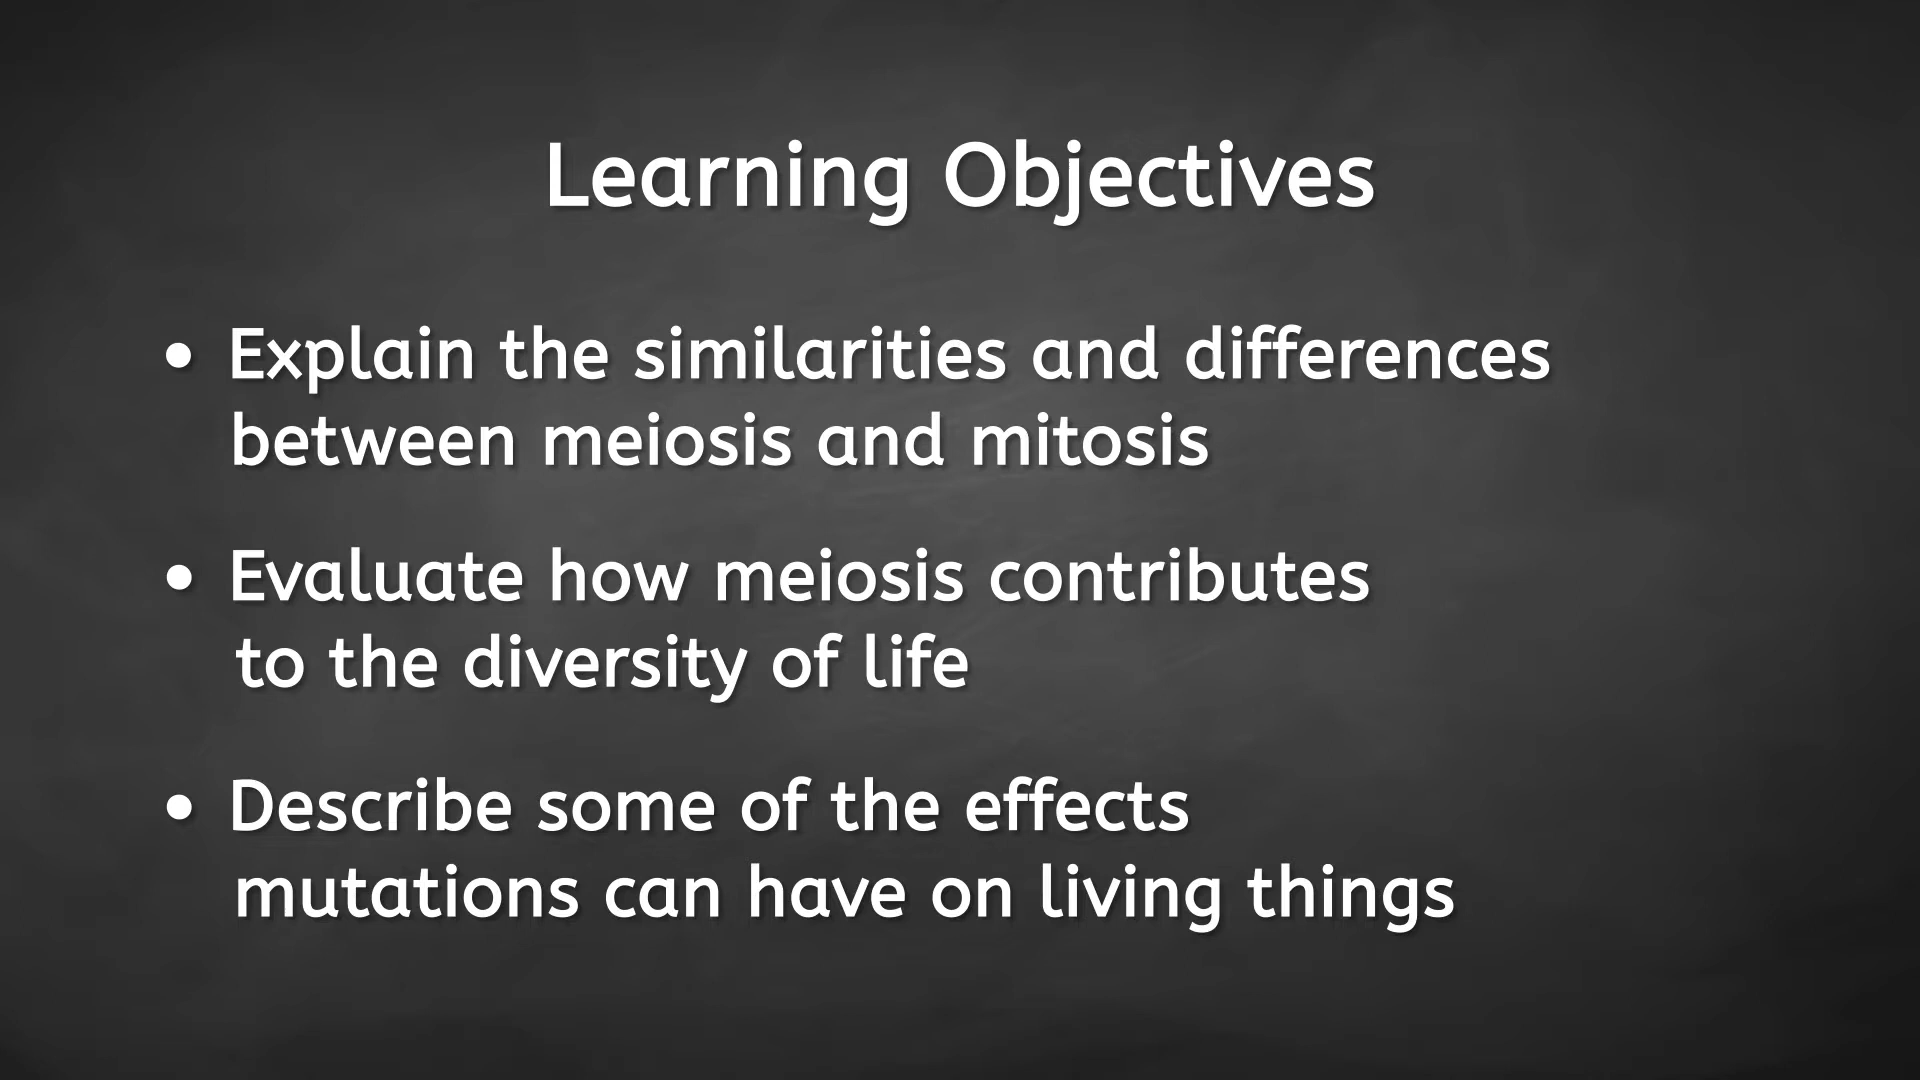 Learning Objectives
• Explain the similarities and differences
between meiosis and mitosis
• Evaluate how meiosis contributes
to the diversity of life
• Describe some of the effects
mutations can have on living things